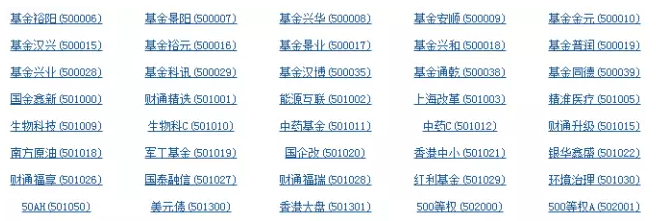 基金裕阳(500006) 基金景阳(500007) 基金兴华(500008) 基金安顺(500009) 基金金元(500010)
基金汉兴(500015) 基金裕元(500016) 基金景业(500017) 基金兴和(500018) 基金普润(500019)
基金兴业(500028) 基金科讯(500029) 基金汉博(500035) 基金通乾(500038) 基金同德(500039)
国金鑫新(501000) 财通精选(501001) 能源互联(501002) 上海改革(501003) 精准医疗(501005)
生物科技(501009) 生物科C(501010) 中药基金(501011) 中药C(501012) 财通升级(501015)
南方原油(501018) 军工基金(501019) 国企改(501020) 香港中小(501021) 银华鑫盛(501022)
财通福享(501026) 国泰融信(501027) 财通福瑞(501028) 红利基金(501029) 环境治理(501030)
50AH(501050) 美元债(501300) 香港大盘(501301) 500等权(502000) 500等权A(502001)